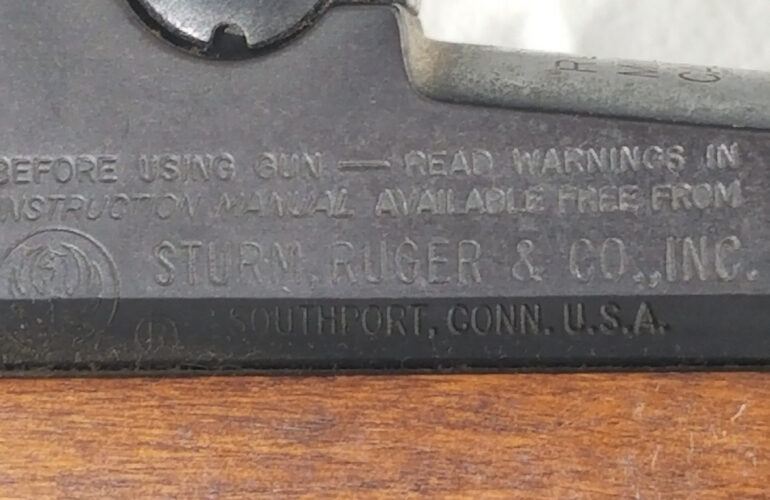 BEFORE USING GUN — READ WARNINGS IN
INSTRUCTION MANUAL AVAILABLE FREE FROM
STURM, RUGER & CO., INC.
SOUTHPORT, CONN. U.S.A.